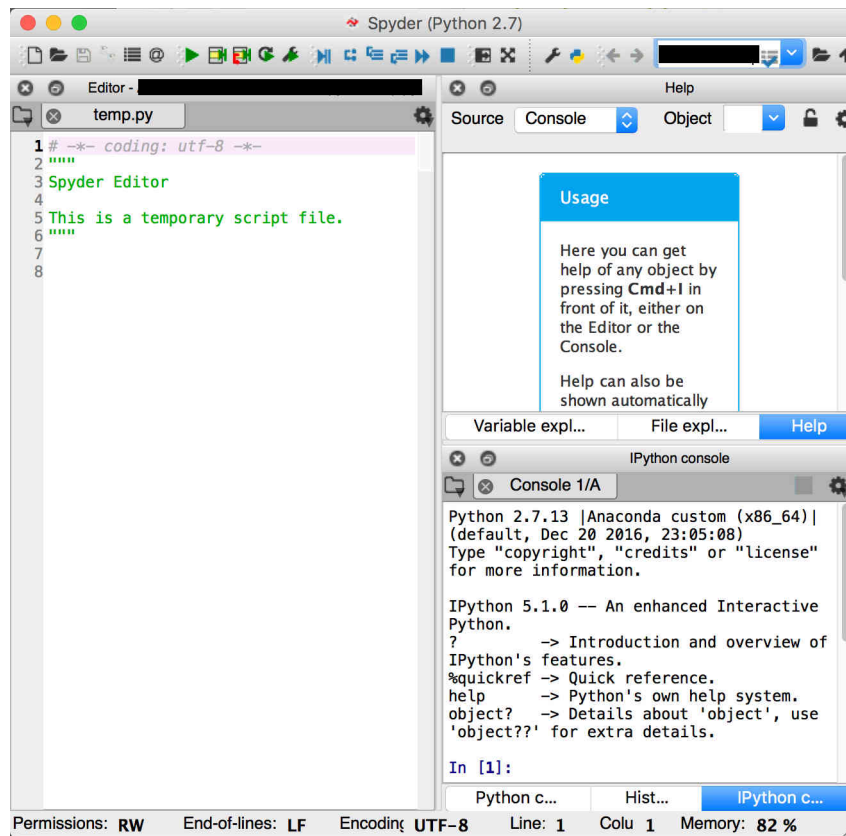 Spyder (Python 2.7)
Editor -
temp.py
1 # -*- coding: utf-8 -*-
2 """
3 Spyder Editor
4
5 This is a temporary script file.
6 """
7
8
Help
Source Console Object
Usage
Here you can get
help of any object by
pressing Cmd+I in
front of it, either on
the Editor or the
Console.
Help can also be
shown automatically
Variable expl... File expl... Help
IPython console
Console 1/A
Python 2.7.13 |Anaconda custom (x86_64)|
(default, Dec 20 2016, 23:05:08)
Type "copyright", "credits" or "license"
for more information.
IPython 5.1.0 -- An enhanced Interactive
Python.
? -> Introduction and overview of
IPython's features.
%quickref -> Quick reference.
help -> Python's own help system.
object? -> Details about 'object', use
'object??' for extra details.
In [1]:
Python c... Hist... IPython c...
Permissions: RW End-of-lines: LF Encoding UTF-8 Line: 1 Colu 1 Memory: 82 %